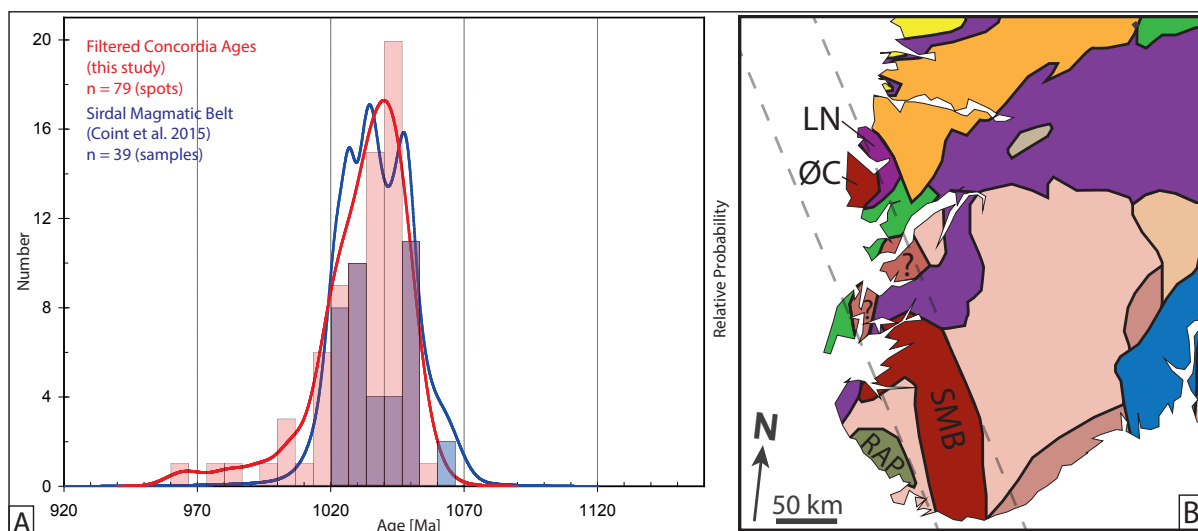 20
16
12
8
4
0
Number
Filtered Concordia Ages
(this study)
n = 79 (spots)
Sirdal Magmatic Belt
(Coint et al. 2015)
n = 39 (samples)
920
970
1020
1070
1120
Age [Ma]
Relative Probability
A
LN
ØC
?
?
SMB
RAP
N
50 km
B